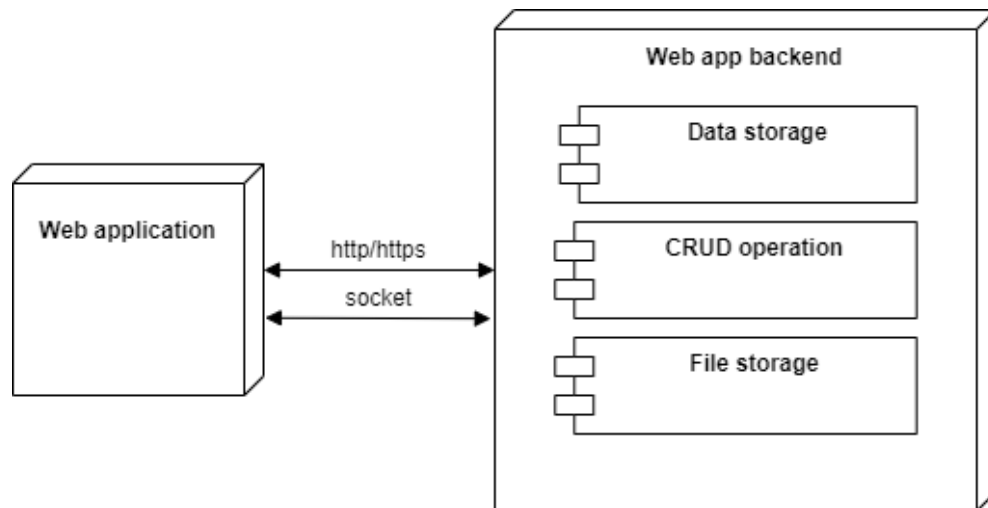 Web app backend
Data storage
Web application
CRUD operation
http/https
socket
File storage